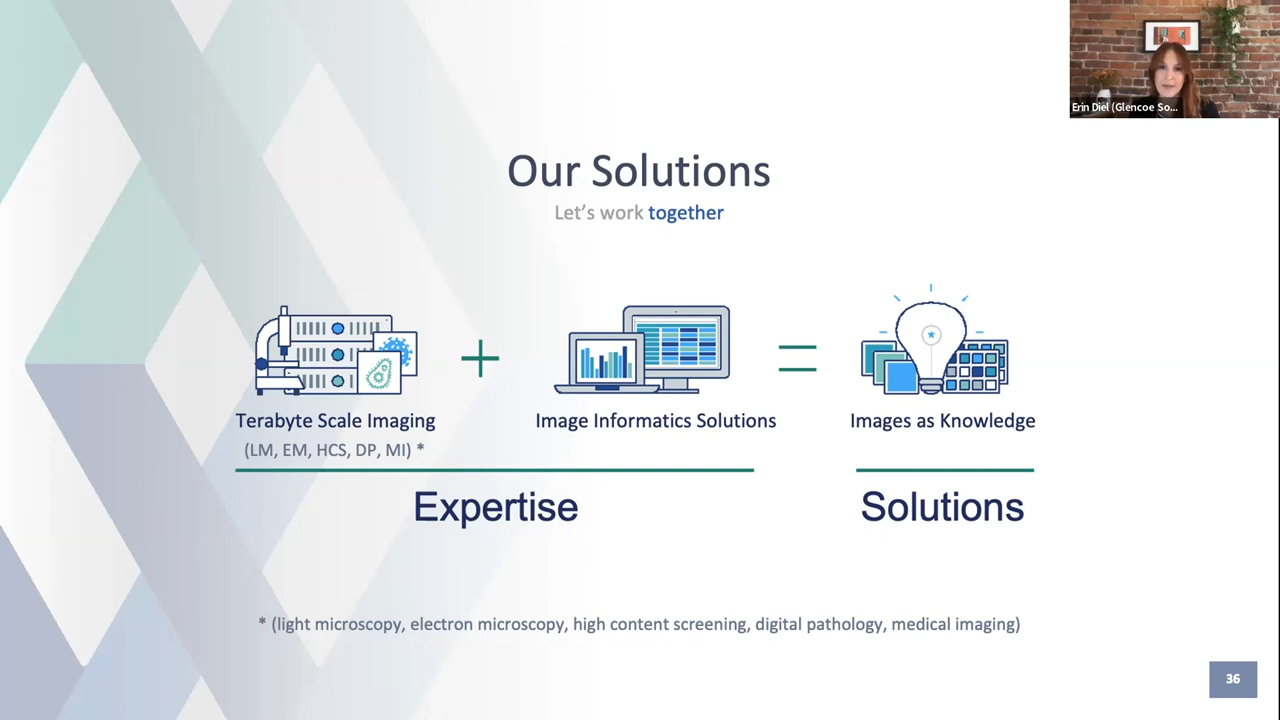 Erin Diel (Glencoe So...
Our Solutions
Let's work together
Terabyte Scale Imaging
(LM, EM, HCS, DP, MI) *
Image Informatics Solutions
Images as Knowledge
Expertise
Solutions
* (light microscopy, electron microscopy, high content screening, digital pathology, medical imaging)
36